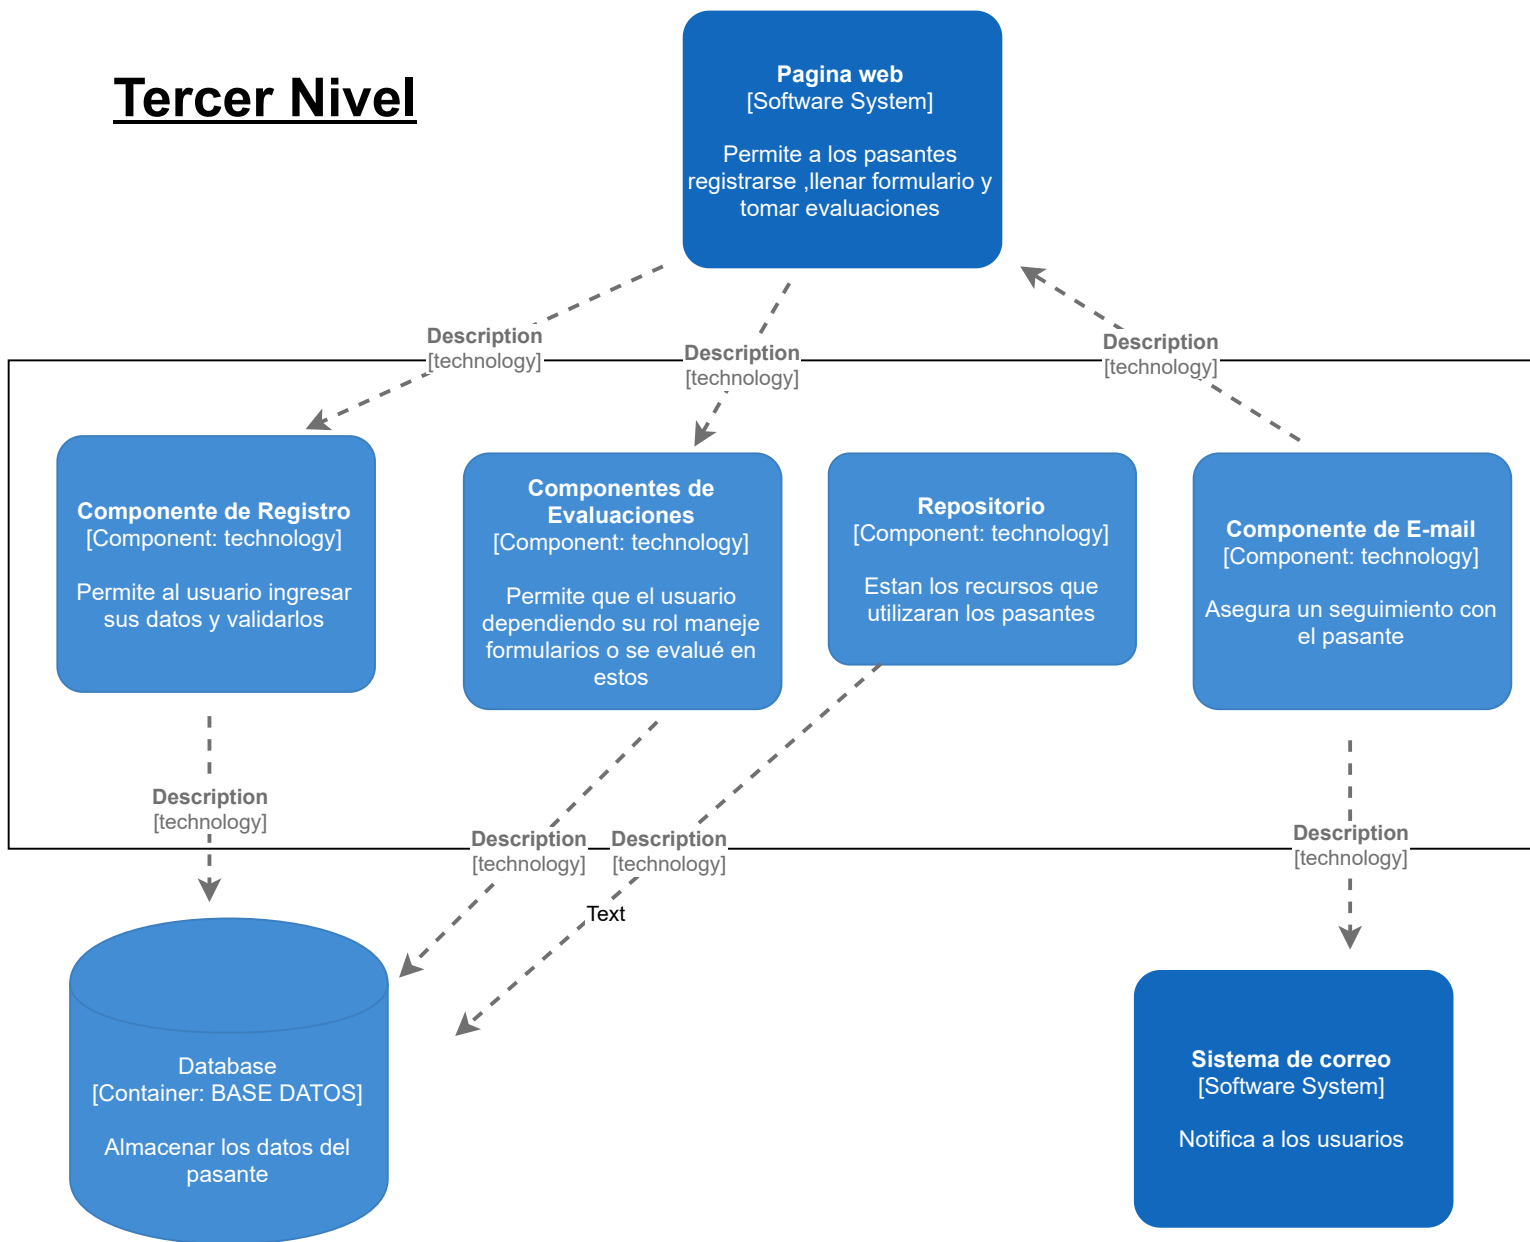 Tercer Nivel
Pagina web
[Software System]
Permite a los pasantes
registrarse ,llenar formulario y
tomar evaluaciones
Description
[technology]
Description
[technology]
Description
[technology]
Componente de Registro
[Component: technology]
Permite al usuario ingresar
sus datos y validarlos
Componentes de
Evaluaciones
[Component: technology]
Permite que el usuario
dependiendo su rol maneje
formularios o se evalué en
estos
Repositorio
[Component: technology]
Estan los recursos que
utilizaran los pasantes
Componente de E-mail
[Component: technology]
Asegura un seguimiento con
el pasante
Description
[technology]
Description
[technology]
Description
[technology]
Text
Description
[technology]
Database
[Container: BASE DATOS]
Almacenar los datos del
pasante
Sistema de correo
[Software System]
Notifica a los usuarios